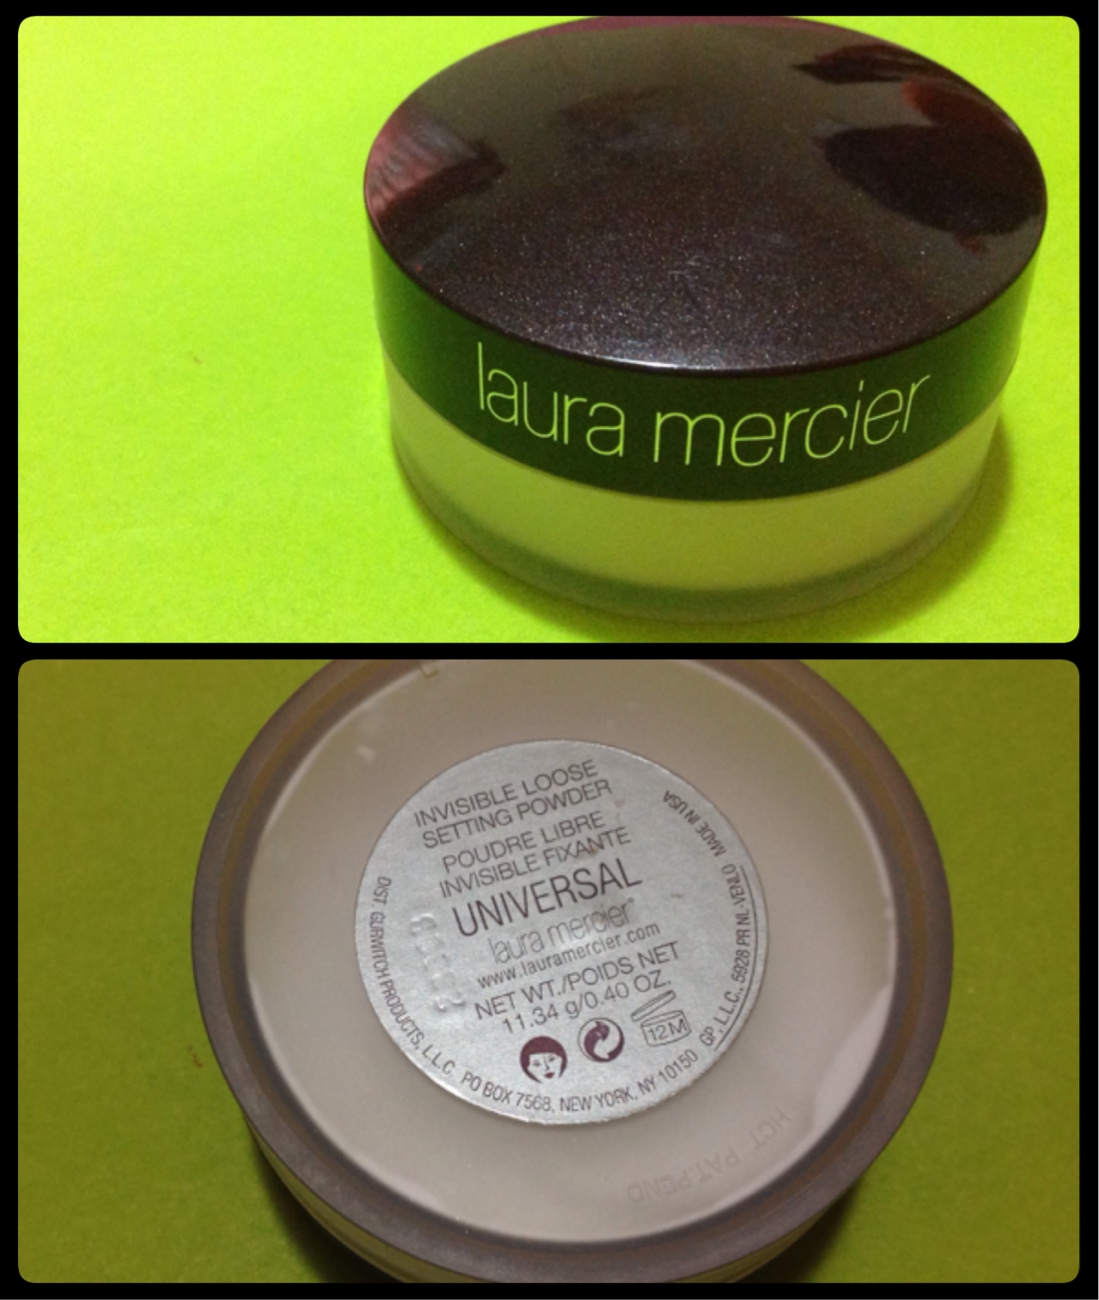 laura mercier
INVISIBLE LOOSE
SETTING POWDER
POUDRE LIBRE
INVISIBLE FIXANTE
UNIVERSAL
laura mercier®
www.lauramercier.com
NET WT./POIDS NET
11.34 g/0.40 OZ.
12M
DIST. GURWITCH PRODUCTS, L.L.C PO BOX 7568, NEW YORK, NY 10150 GP, L.L.C., 5928 PR NL-VENLO MADE IN USA
HCT PAT.PEND